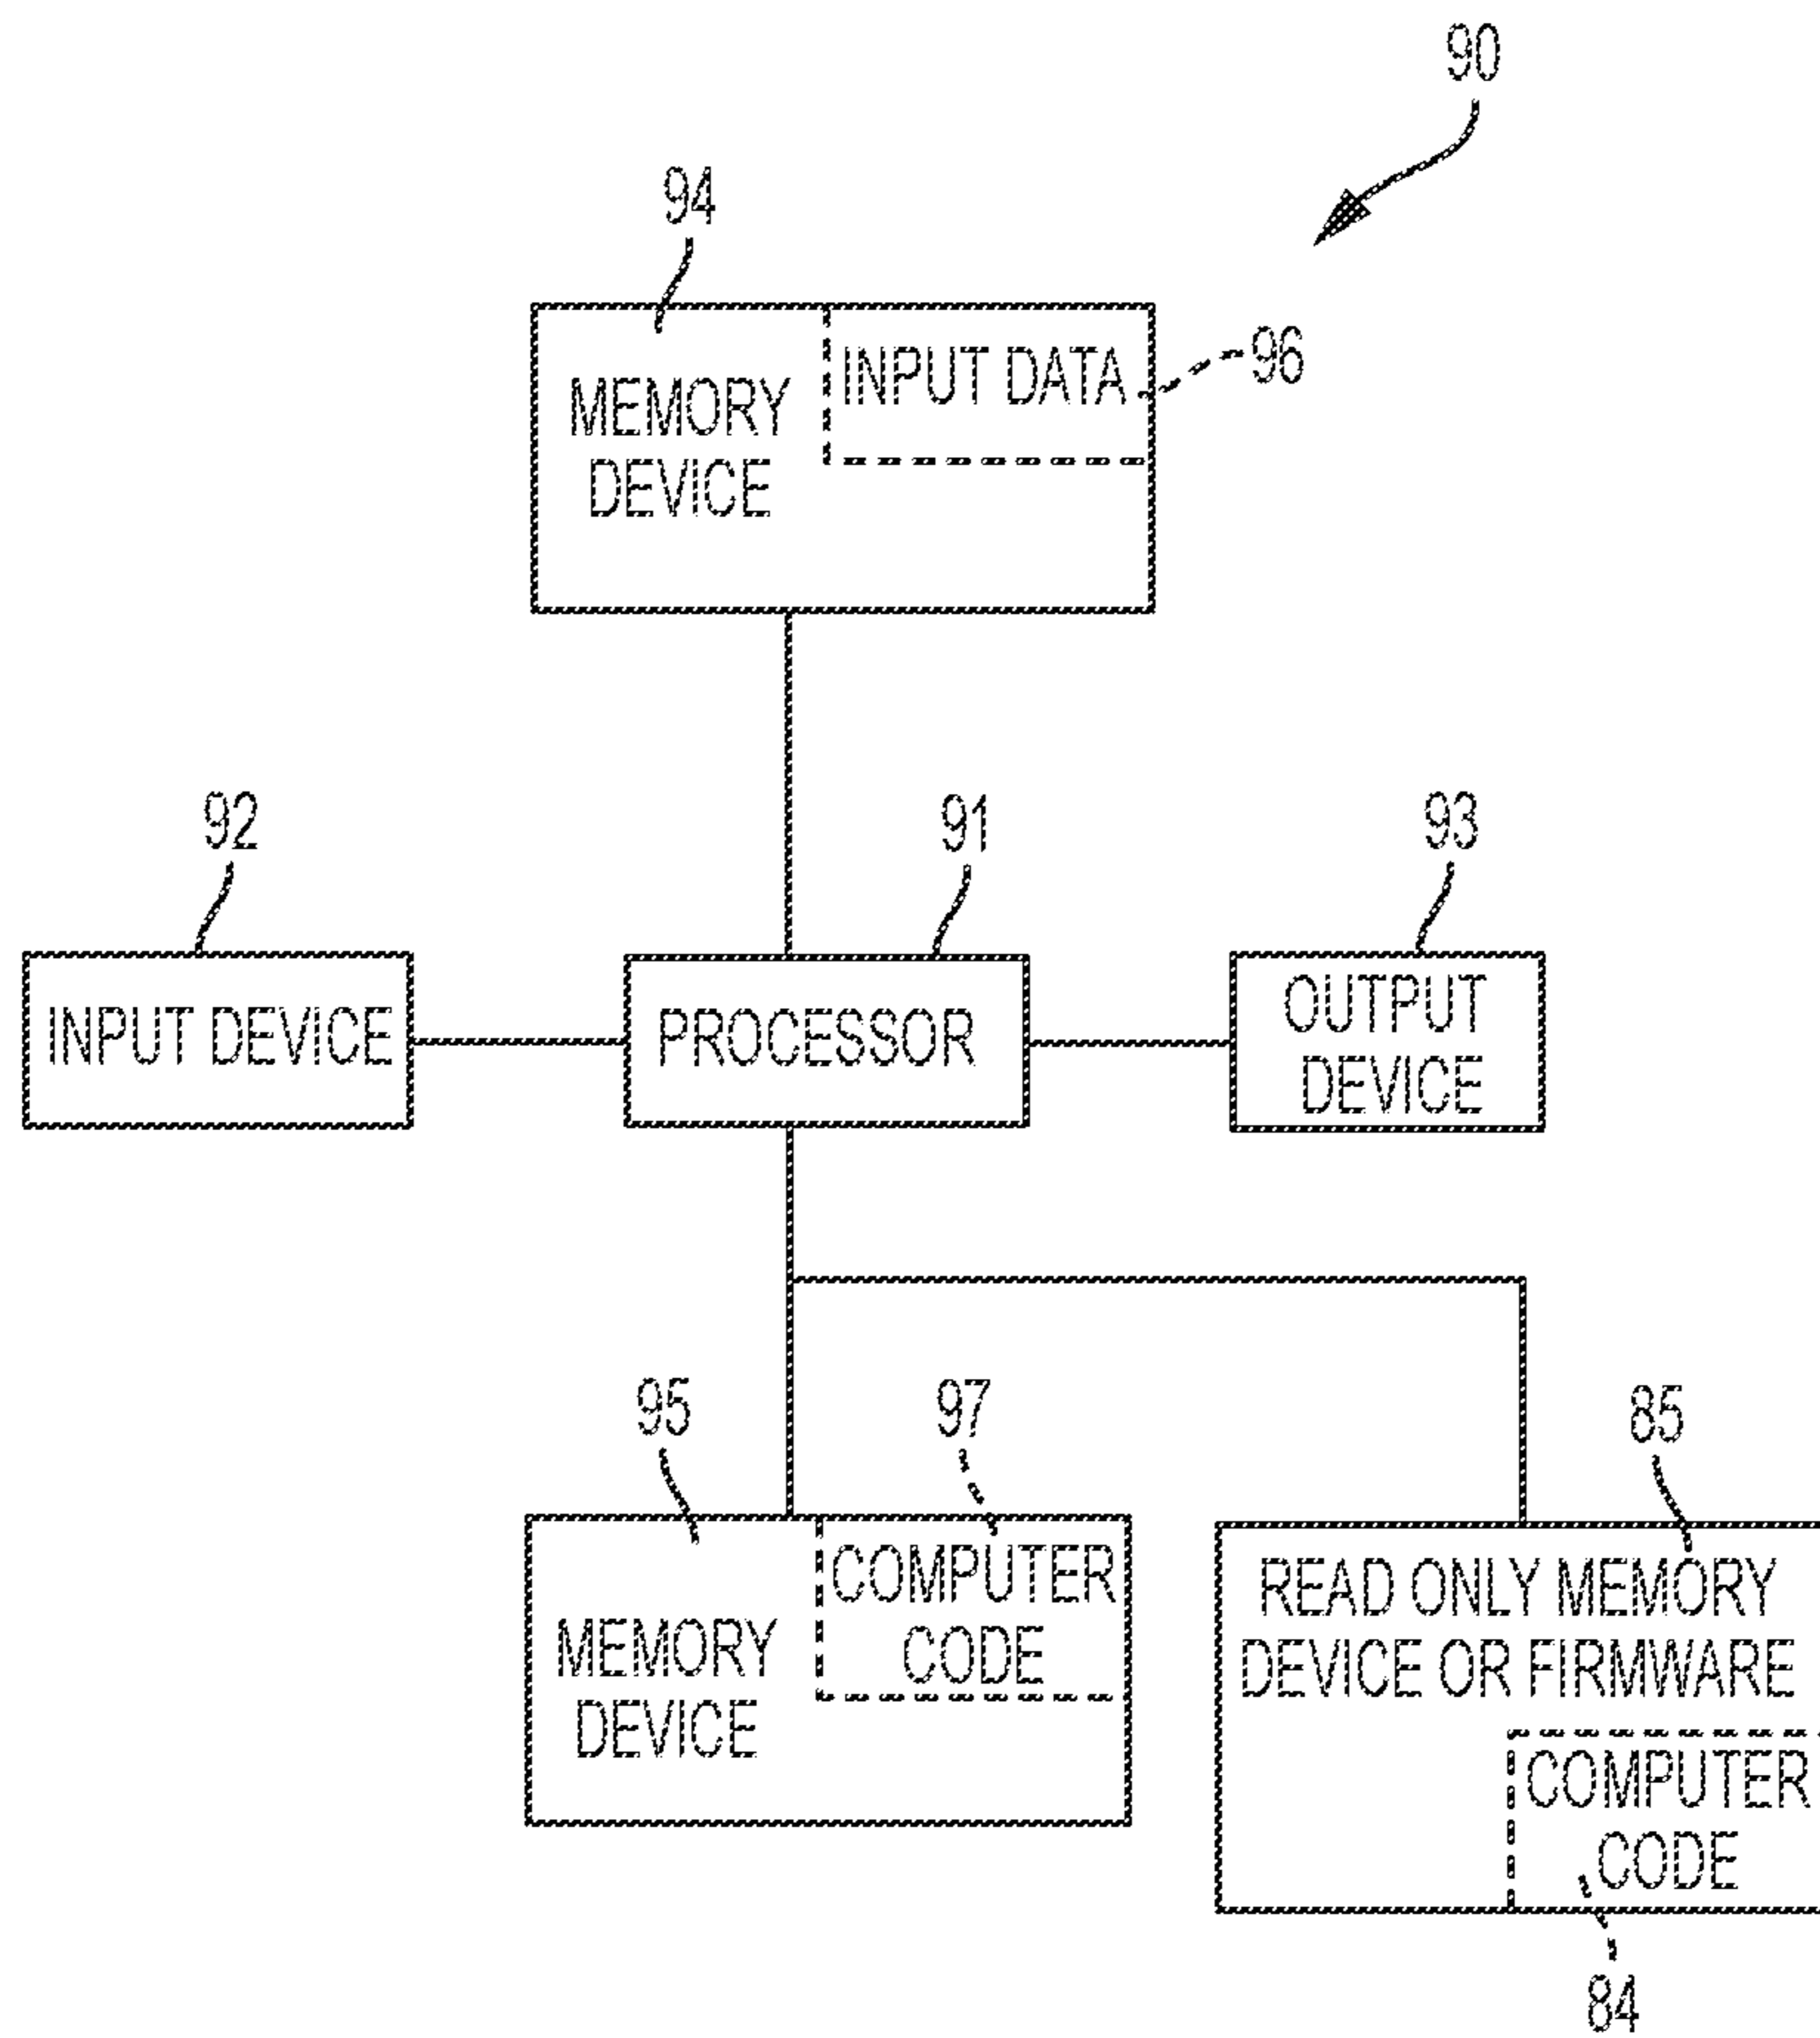 90
94
INPUT DATA
96
MEMORY
DEVICE
92
91
93
INPUT DEVICE
PROCESSOR
OUTPUT
DEVICE
95
97
85
COMPUTER
CODE
MEMORY
DEVICE
READ ONLY MEMORY
DEVICE OR FIRMWARE
COMPUTER
CODE
84